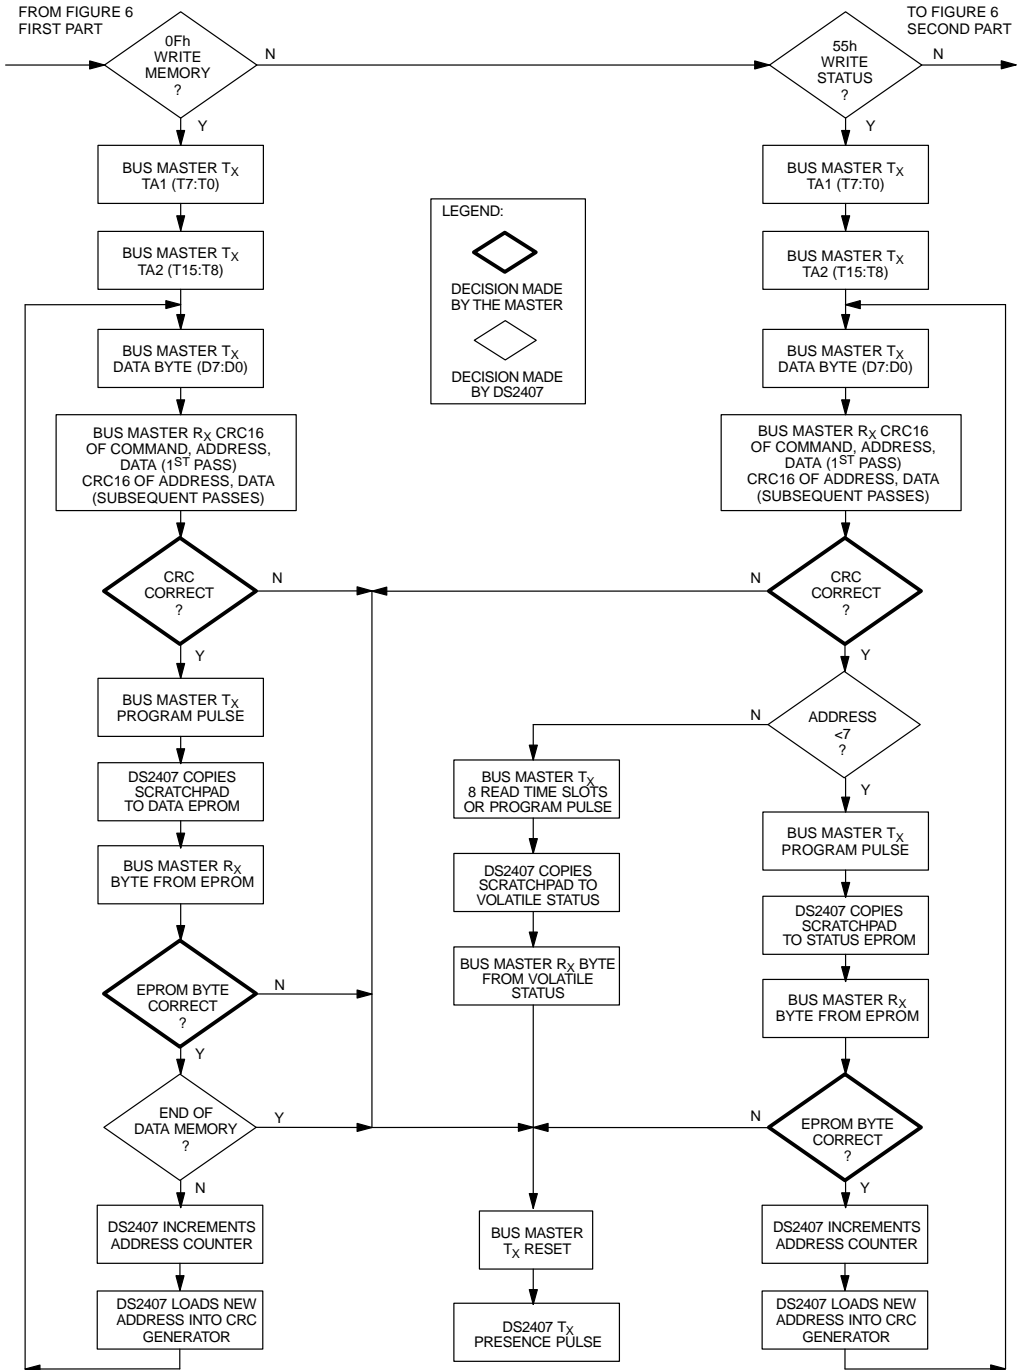 FROM FIGURE 6
FIRST PART
0Fh
WRITE
MEMORY
?
N
Y
BUS MASTER TX
TA1 (T7:T0)
BUS MASTER TX
TA2 (T15:T8)
BUS MASTER TX
DATA BYTE (D7:D0)
BUS MASTER RX CRC16
OF COMMAND, ADDRESS,
DATA (1ST PASS)
CRC16 OF ADDRESS, DATA
(SUBSEQUENT PASSES)
CRC
CORRECT
?
N
Y
BUS MASTER TX
PROGRAM PULSE
DS2407 COPIES
SCRATCHPAD
TO DATA EPROM
BUS MASTER RX
BYTE FROM EPROM
EPROM BYTE
CORRECT
?
N
Y
END OF
DATA MEMORY
?
Y
N
DS2407 INCREMENTS
ADDRESS COUNTER
DS2407 LOADS NEW
ADDRESS INTO CRC
GENERATOR
LEGEND:
DECISION MADE
BY THE MASTER
DECISION MADE
BY DS2407
BUS MASTER TX
8 READ TIME SLOTS
OR PROGRAM PULSE
DS2407 COPIES
SCRATCHPAD TO
VOLATILE STATUS
BUS MASTER RX BYTE
FROM VOLATILE
STATUS
BUS MASTER
TX RESET
DS2407 TX
PRESENCE PULSE
TO FIGURE 6
SECOND PART
55h
WRITE
STATUS
?
N
Y
BUS MASTER TX
TA1 (T7:T0)
BUS MASTER TX
TA2 (T15:T8)
BUS MASTER TX
DATA BYTE (D7:D0)
BUS MASTER RX CRC16
OF COMMAND, ADDRESS,
DATA (1ST PASS)
CRC16 OF ADDRESS, DATA
(SUBSEQUENT PASSES)
N
CRC
CORRECT
?
Y
N
ADDRESS
<7
?
Y
BUS MASTER TX
PROGRAM PULSE
DS2407 COPIES
SCRATCHPAD
TO STATUS EPROM
BUS MASTER RX
BYTE FROM EPROM
N
EPROM BYTE
CORRECT
?
Y
DS2407 INCREMENTS
ADDRESS COUNTER
DS2407 LOADS NEW
ADDRESS INTO CRC
GENERATOR